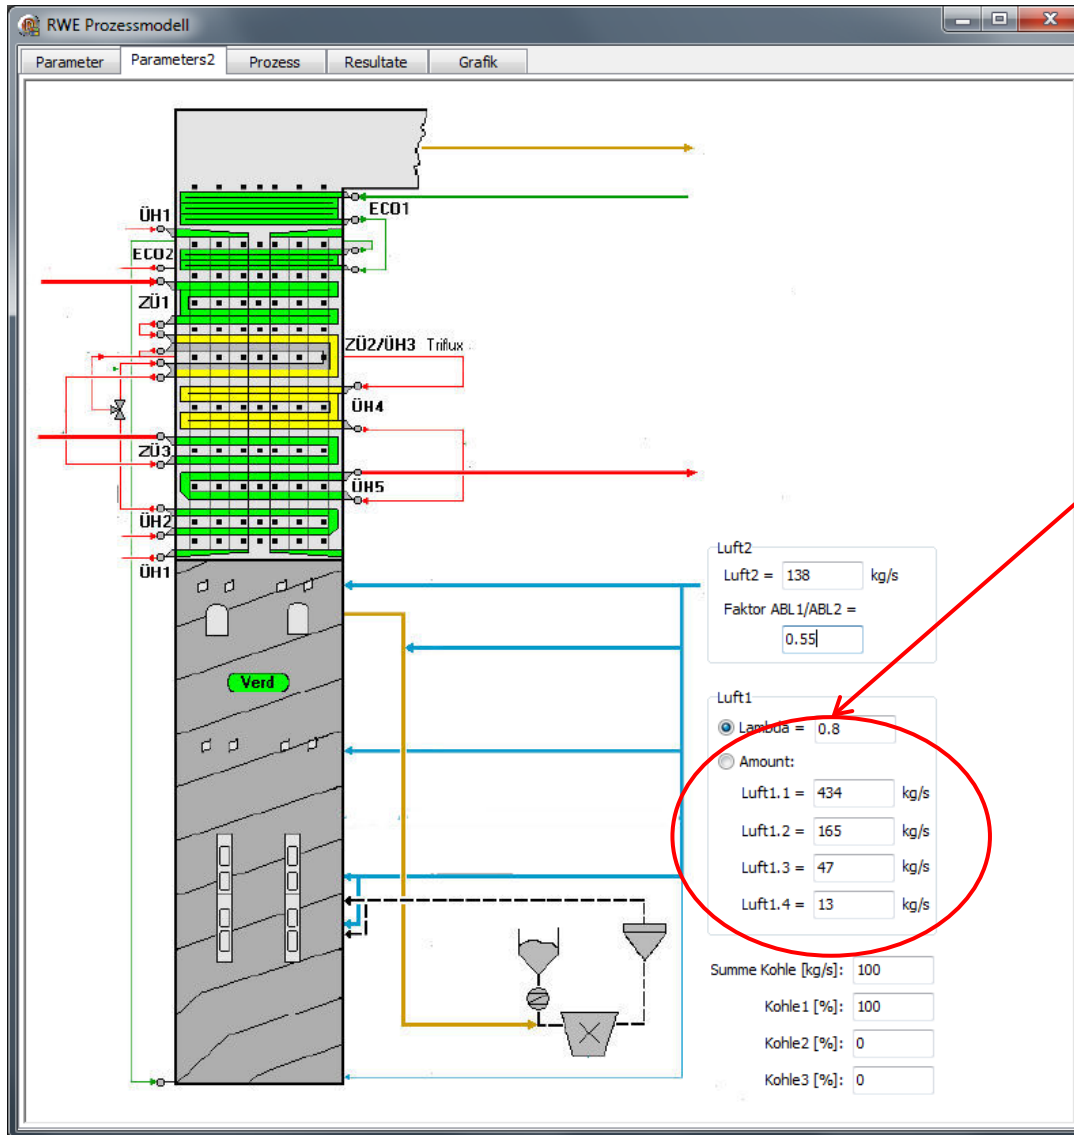 RWE Prozessmodell
Parameter Parameters2 Prozess Resultate Grafik
ÜH1
ECO1
ECO2
ZÜ1
ZÜ2/ÜH3 Triflux
ÜH4
ZÜ3
ÜH5
ÜH2
ÜH1
Verd
Luft2
Luft2 = 138 kg/s
Faktor ABL1/ABL2 =
0.55
Luft1
Lambda = 0.8
Amount:
Luft1.1 = 434 kg/s
Luft1.2 = 165 kg/s
Luft1.3 = 47 kg/s
Luft1.4 = 13 kg/s
Summe Kohle [kg/s]: 100
Kohle1 [%]: 100
Kohle2 [%]: 0
Kohle3 [%]: 0